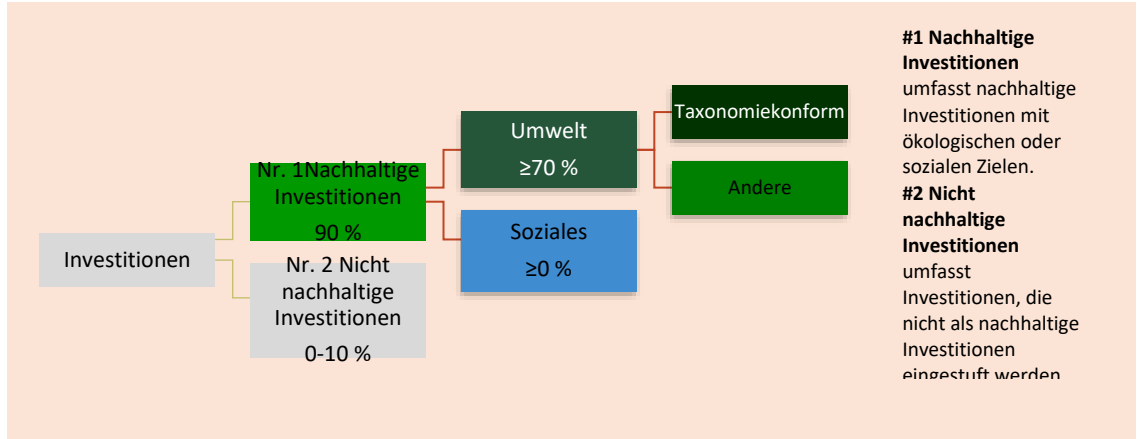 Investitionen
Nr. 1Nachhaltige
Investitionen
90 %
Nr. 2 Nicht
nachhaltige
Investitionen
0-10 %
Umwelt
≥70 %
Soziales
≥0 %
Taxonomiekonform
Andere
#1 Nachhaltige
Investitionen
umfasst nachhaltige
Investitionen mit
ökologischen oder
sozialen Zielen.
#2 Nicht
nachhaltige
Investitionen
umfasst
Investitionen, die
nicht als nachhaltige
Investitionen
eingestuft werden